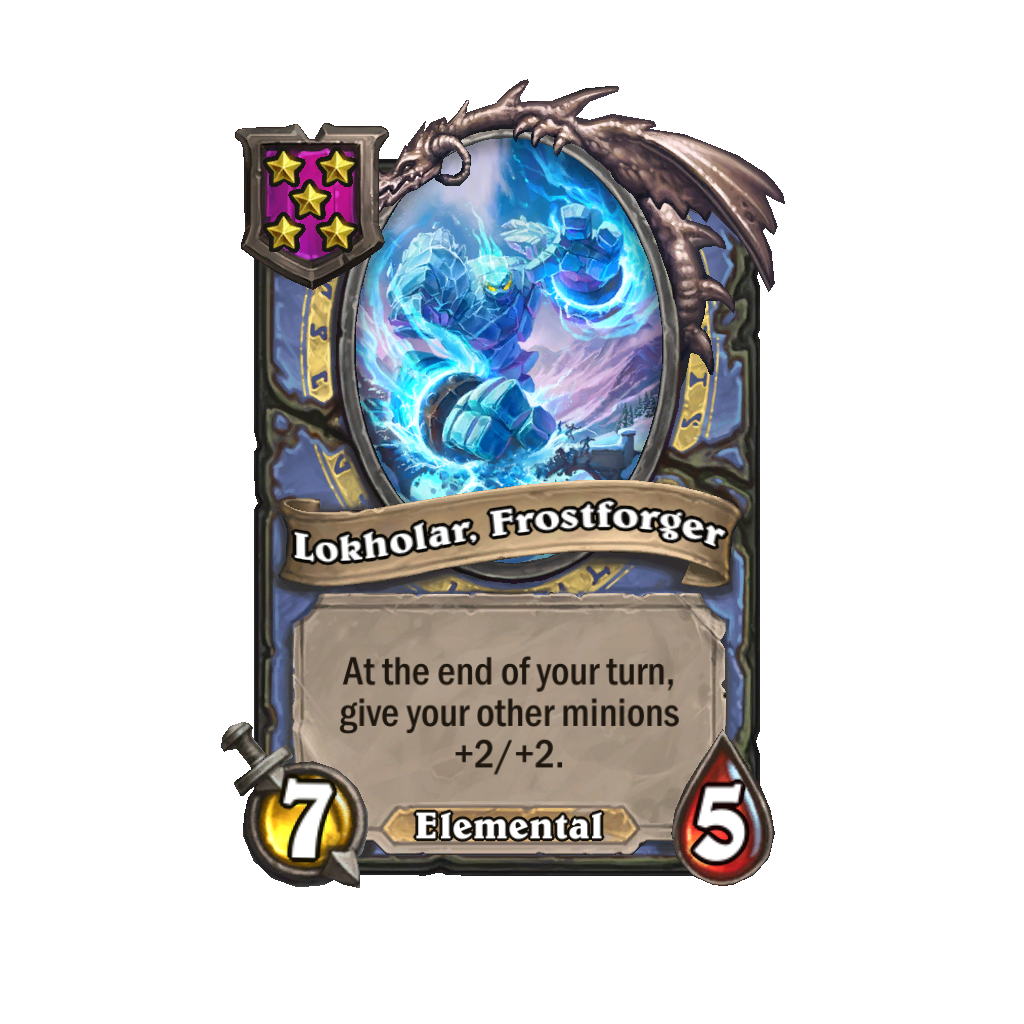 Lokholar, Frostforger
At the end of your turn,
give your other minions
+2/+2.
7
Elemental
5